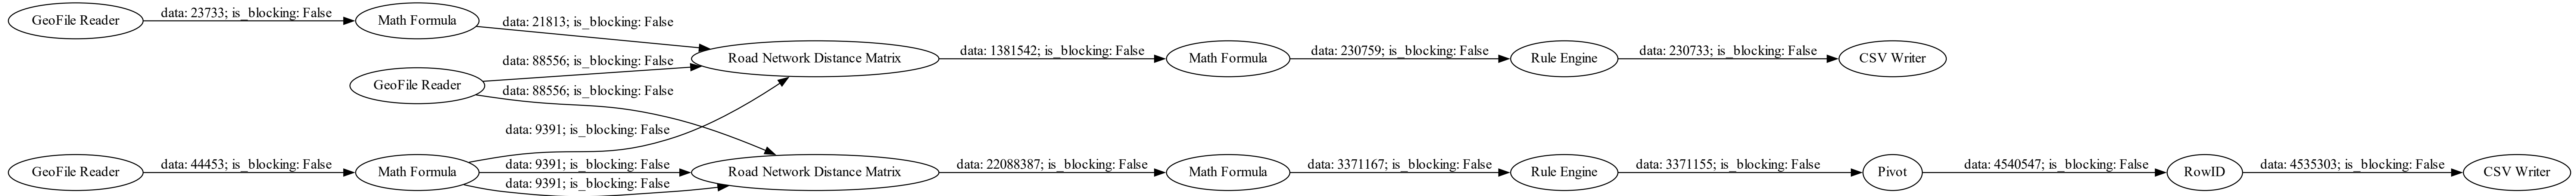 GeoFile Reader
data: 23733; is_blocking: False
Math Formula
data: 21813; is_blocking: False
GeoFile Reader
data: 88556; is_blocking: False
data: 88556; is_blocking: False
Road Network Distance Matrix
data: 1381542; is_blocking: False
Math Formula
data: 230759; is_blocking: False
Rule Engine
data: 230733; is_blocking: False
CSV Writer
GeoFile Reader
data: 44453; is_blocking: False
Math Formula
data: 9391; is_blocking: False
data: 9391; is_blocking: False
data: 9391; is_blocking: False
Road Network Distance Matrix
data: 22088387; is_blocking: False
Math Formula
data: 3371167; is_blocking: False
Rule Engine
data: 3371155; is_blocking: False
Pivot
data: 4540547; is_blocking: False
RowID
data: 4535303; is_blocking: False
CSV Writer